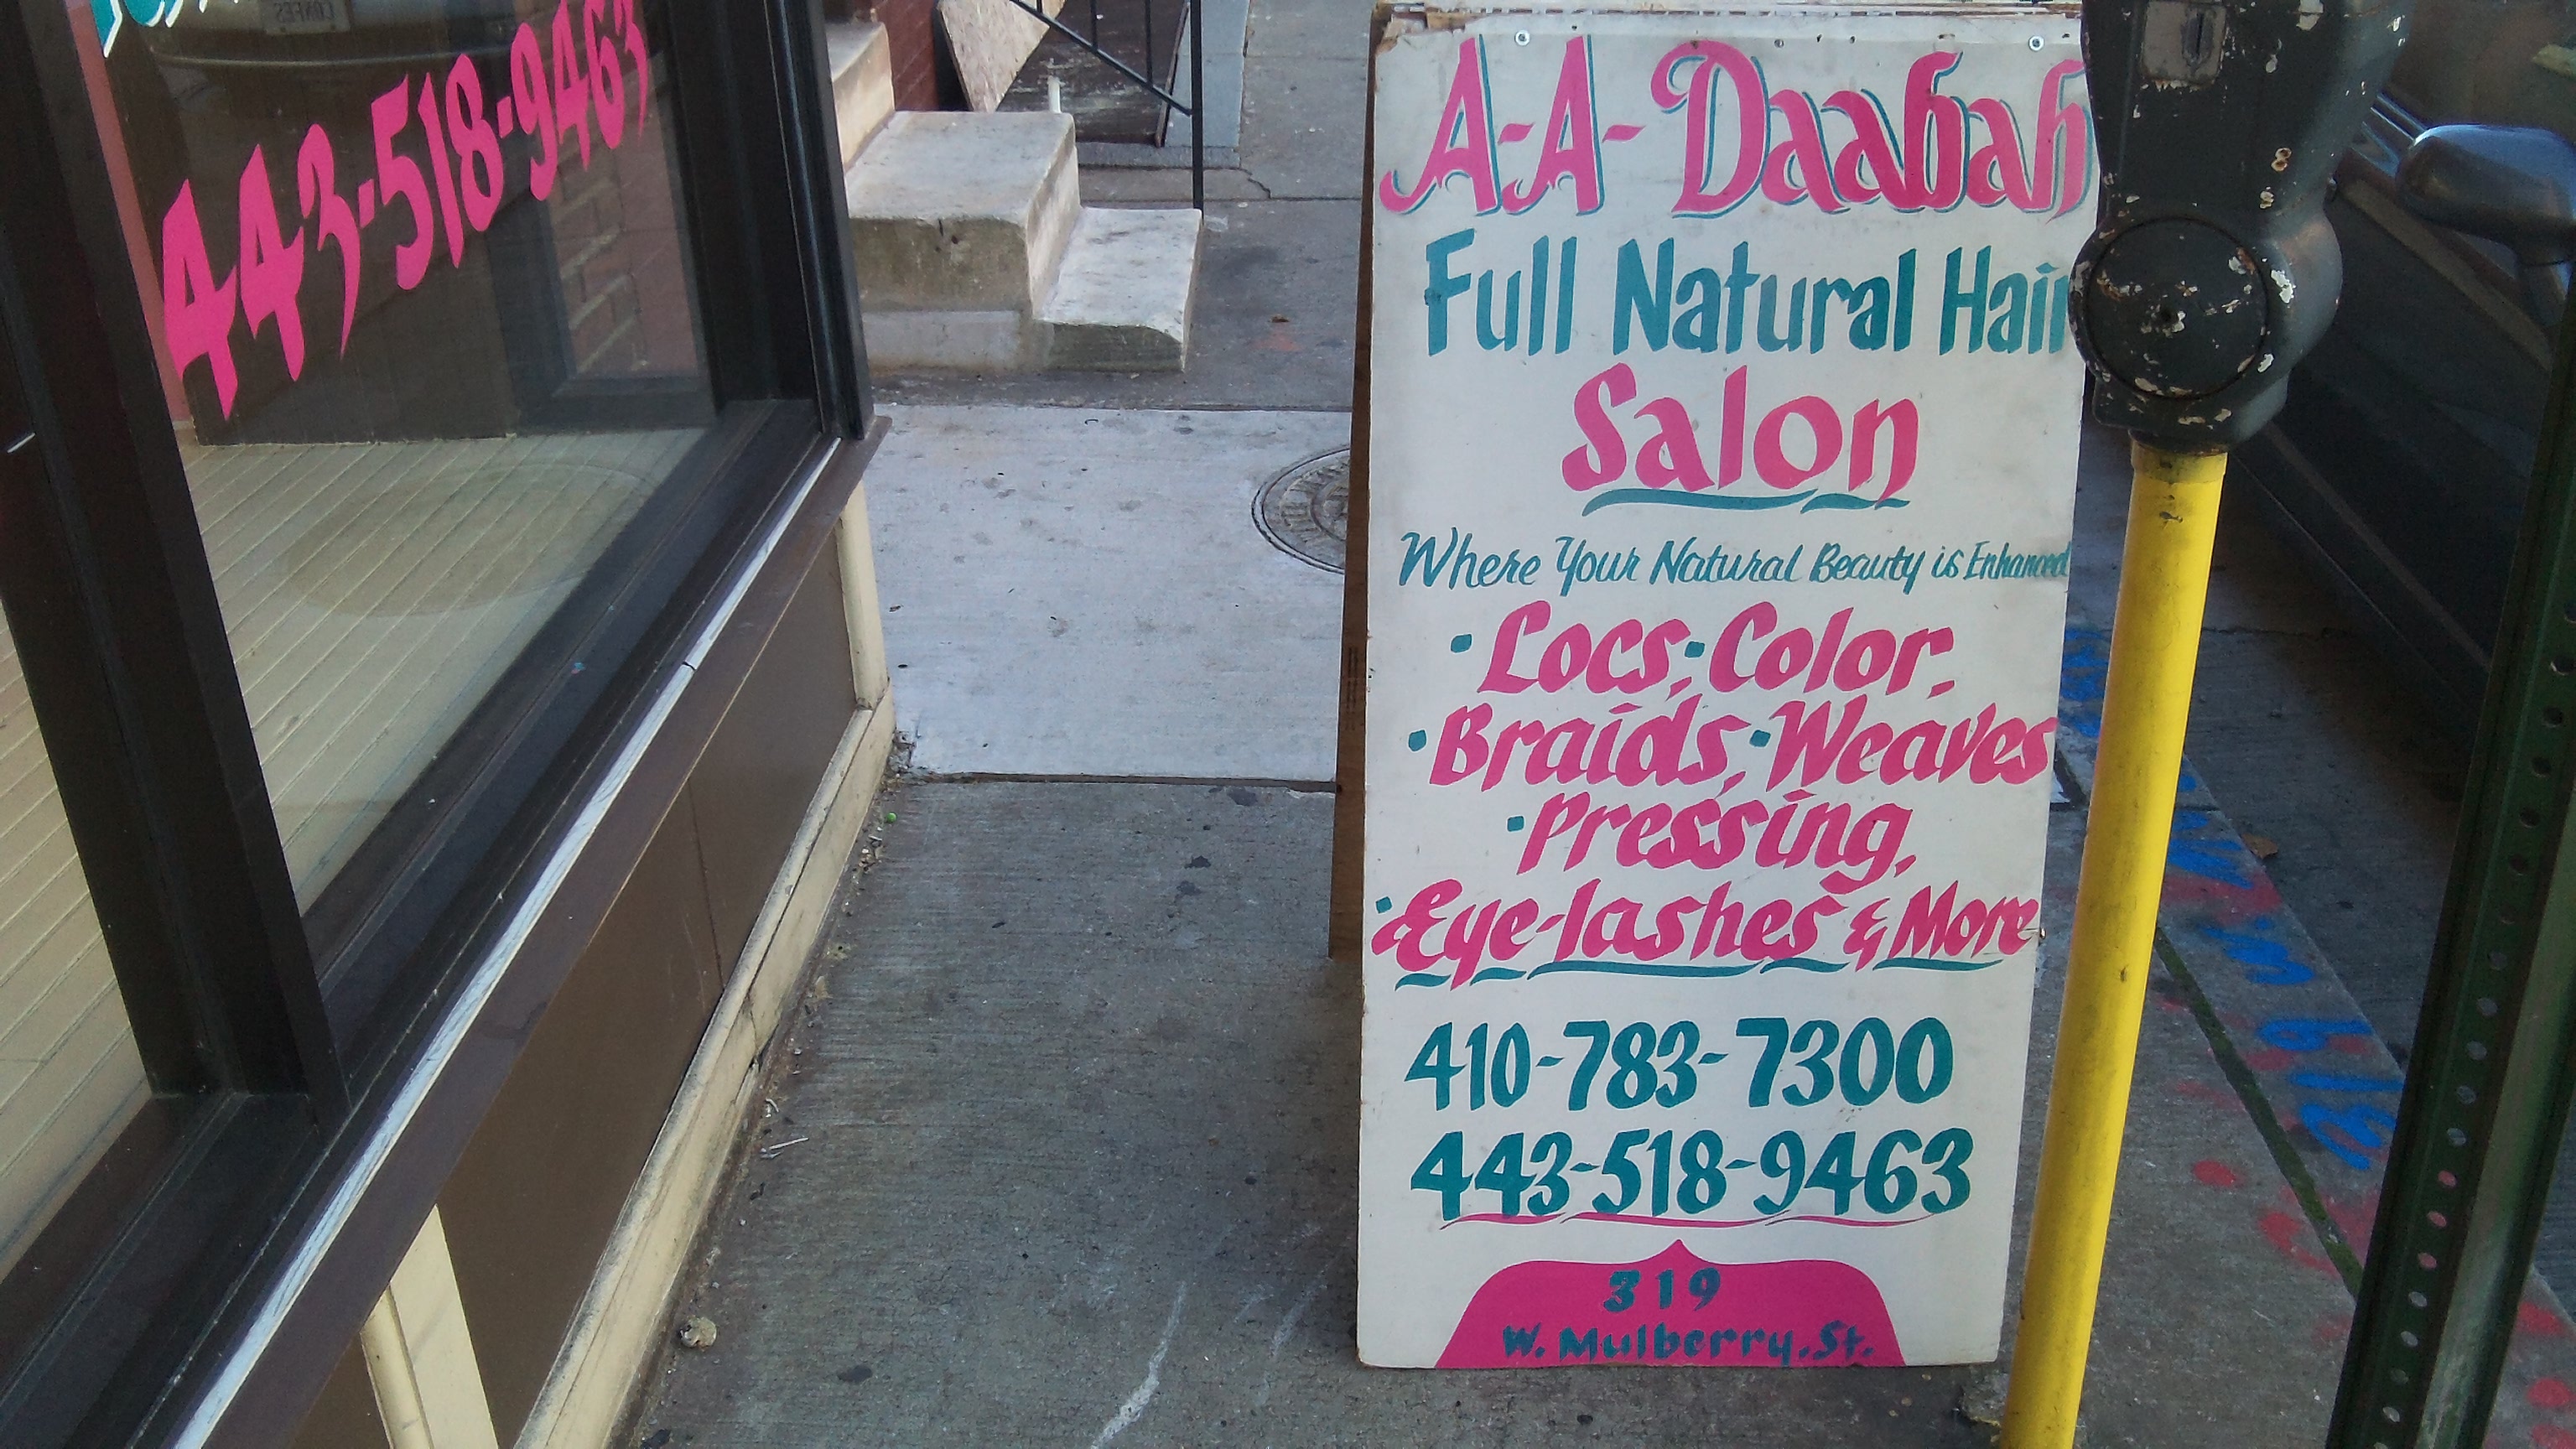 443-518-9463
A-A-Daabab
Full Natural Hair
Salon
Where Your Natural Beauty is Enhanced
·Locs,·Color,
·Braids,·Weaves
·Pressing,
·Eye-lashes & More
410-783-7300
443-518-9463
319
W. Mulberry.St.